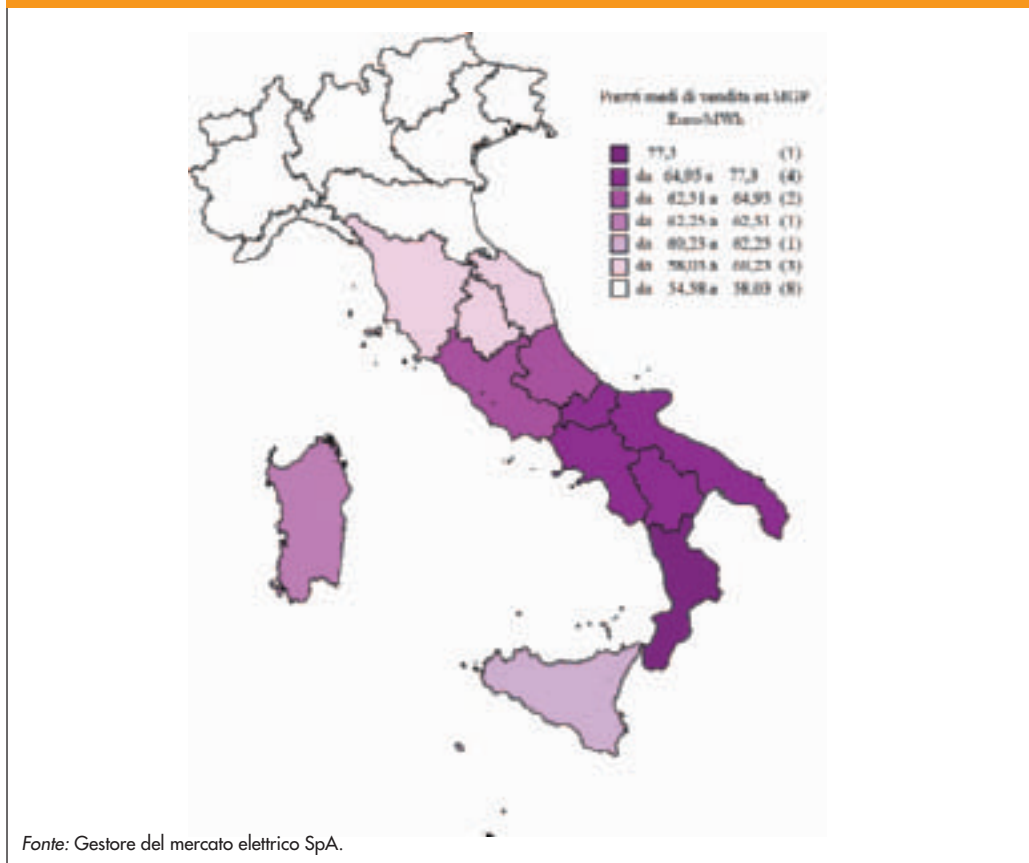 Prezzi medi di vendita su MGP
Euro/MWh
77,3 (1)
da 64,95 a 77,3 (4)
da 62,51 a 64,95 (2)
da 62,25 a 62,51 (1)
da 60,23 a 62,25 (1)
da 58,03 a 60,23 (3)
da 54,58 a 58,03 (8)
Fonte: Gestore del mercato elettrico SpA.